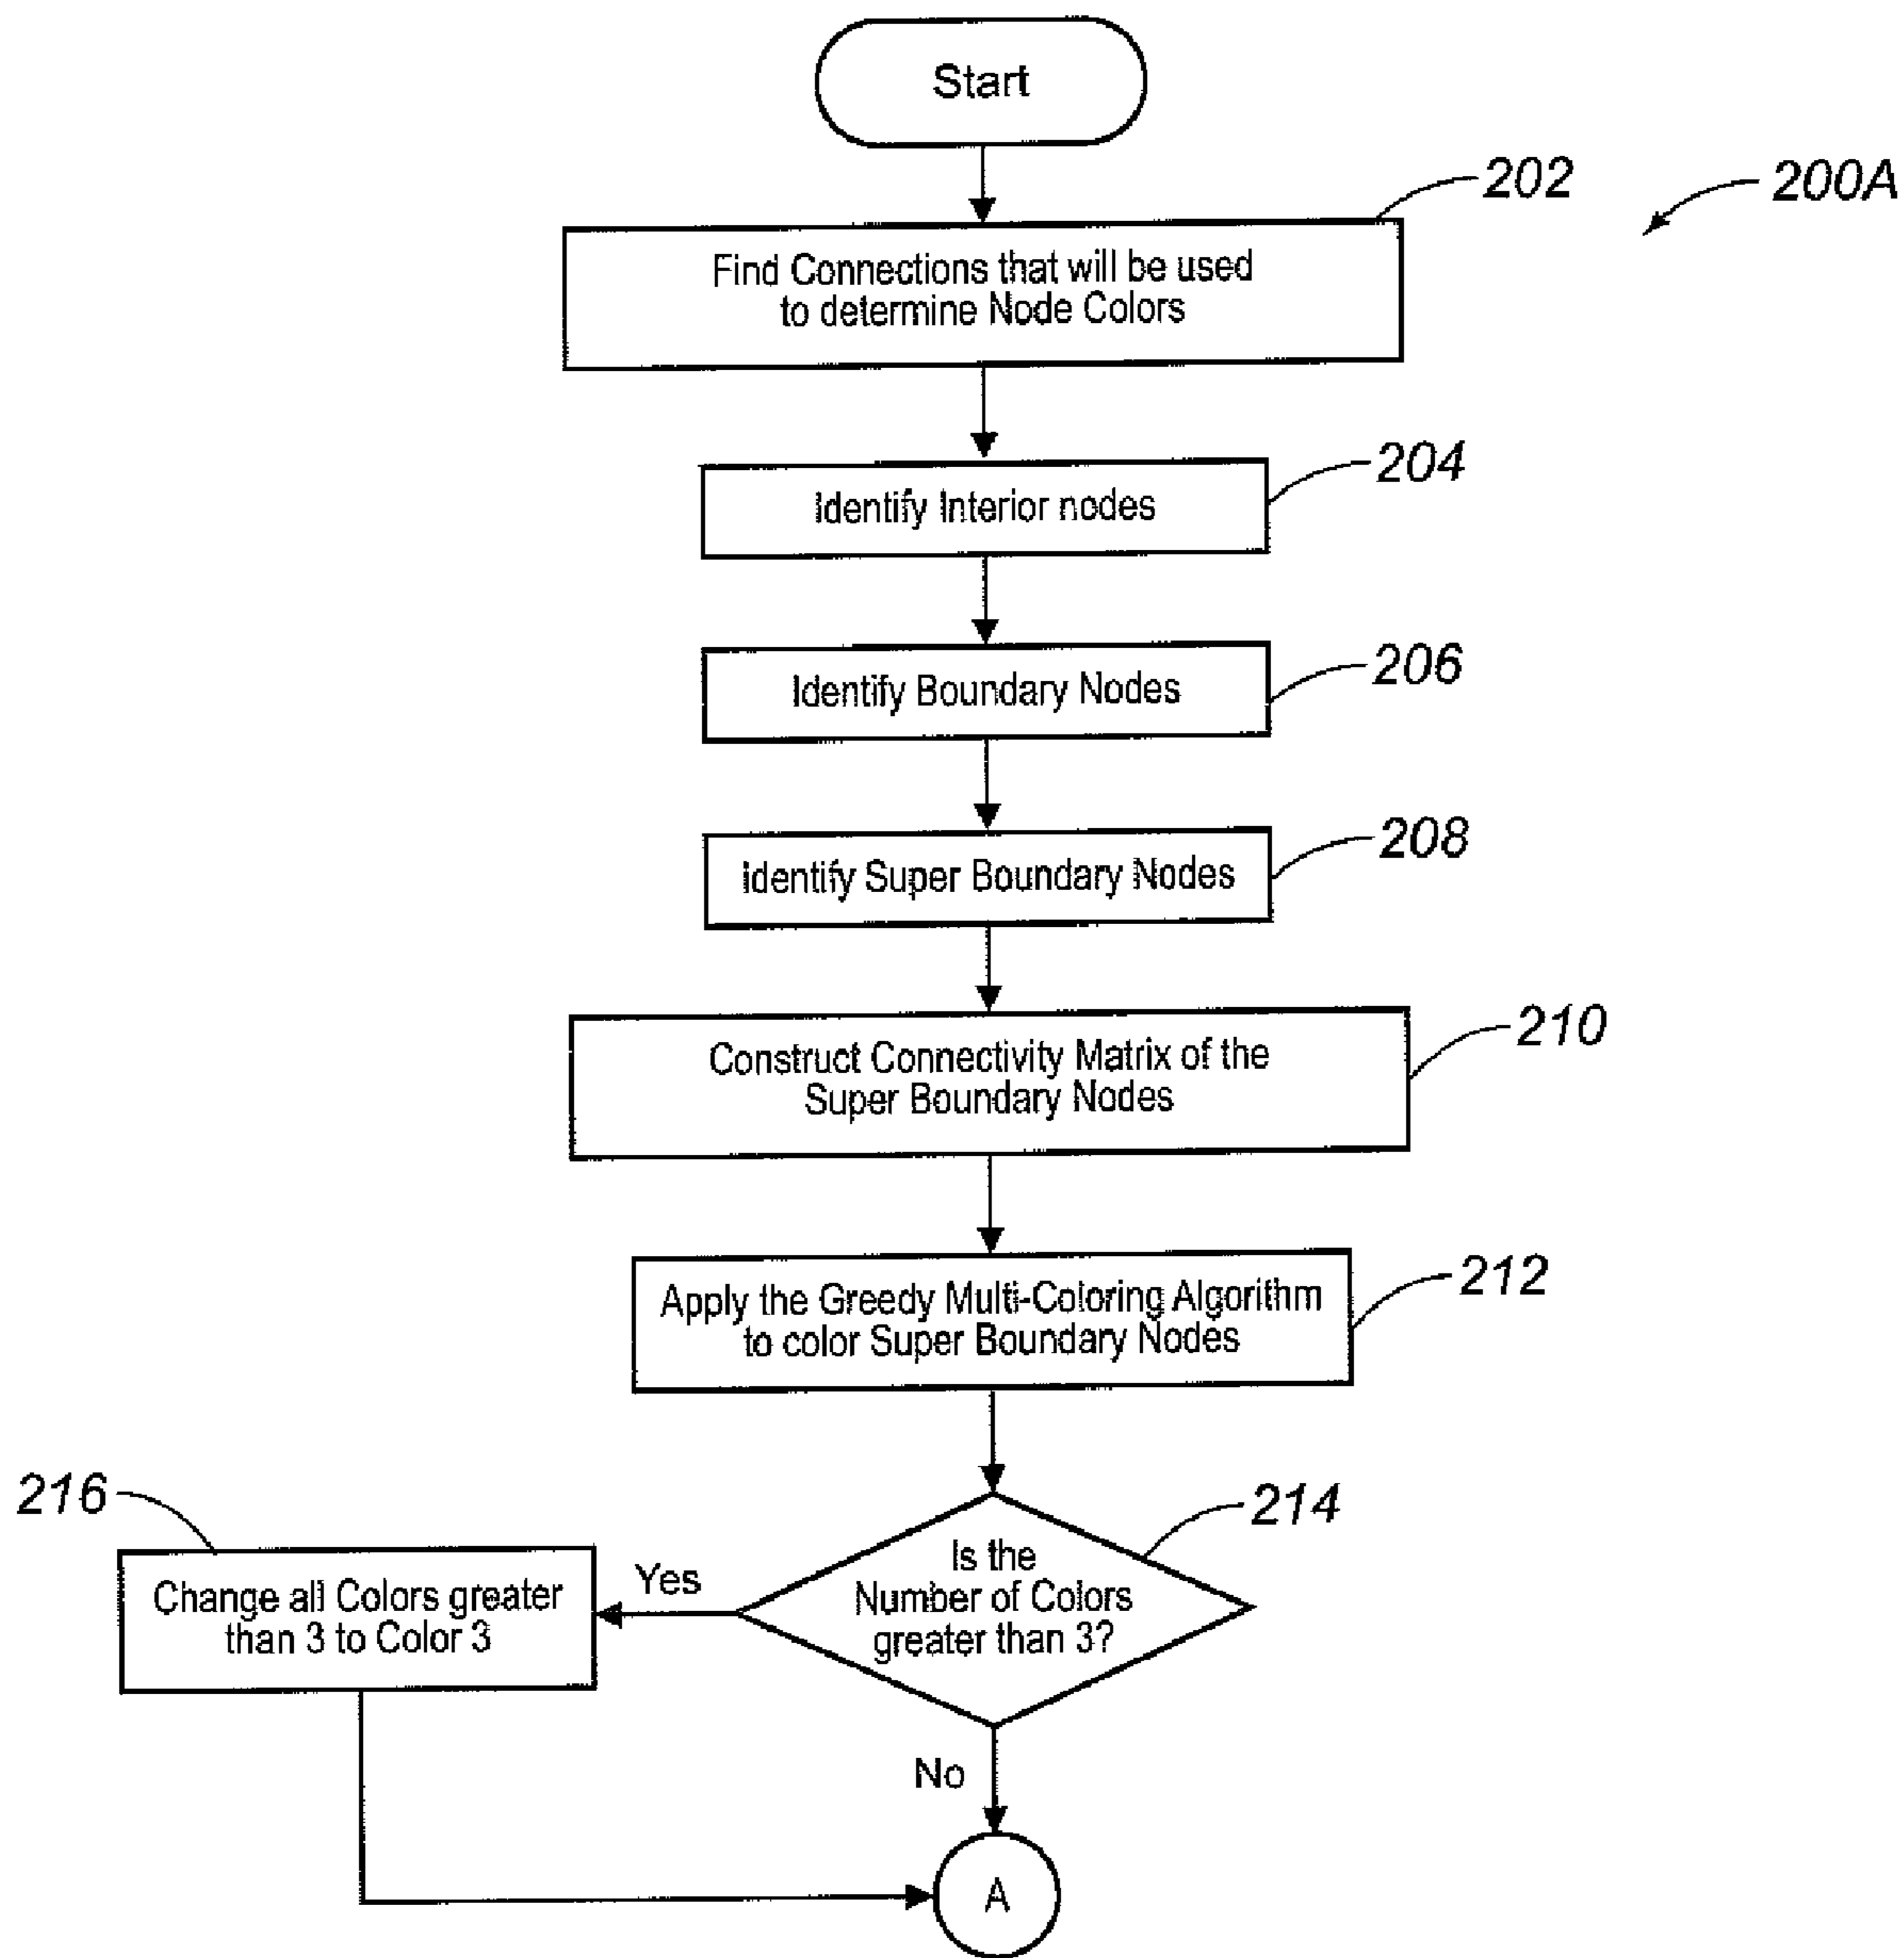 Start
202
200A
Find Connections that will be used
to determine Node Colors
204
Identify Interior nodes
206
Identify Boundary Nodes
208
Identify Super Boundary Nodes
210
Construct Connectivity Matrix of the
Super Boundary Nodes
212
Apply the Greedy Multi-Coloring Algorithm
to color Super Boundary Nodes
216
214
Is the
Number of Colors
greater than 3?
Yes
Change all Colors greater
than 3 to Color 3
No
A